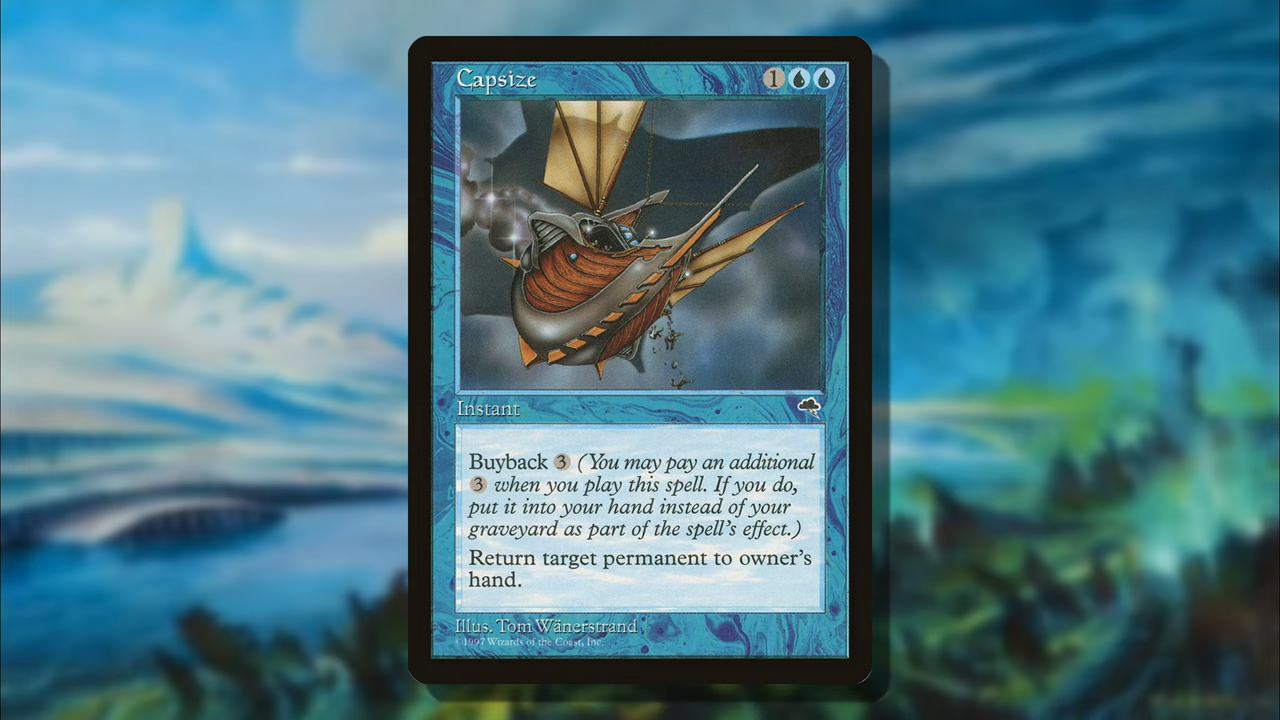 Capsize 1
Instant
Buyback 3 (You may pay an additional
3 when you play this spell. If you do,
put it into your hand instead of your
graveyard as part of the spell's effect.)
Return target permanent to owner's
hand.
Illus. Tom Wänerstrand
© 1997 Wizards of the Coast, Inc.